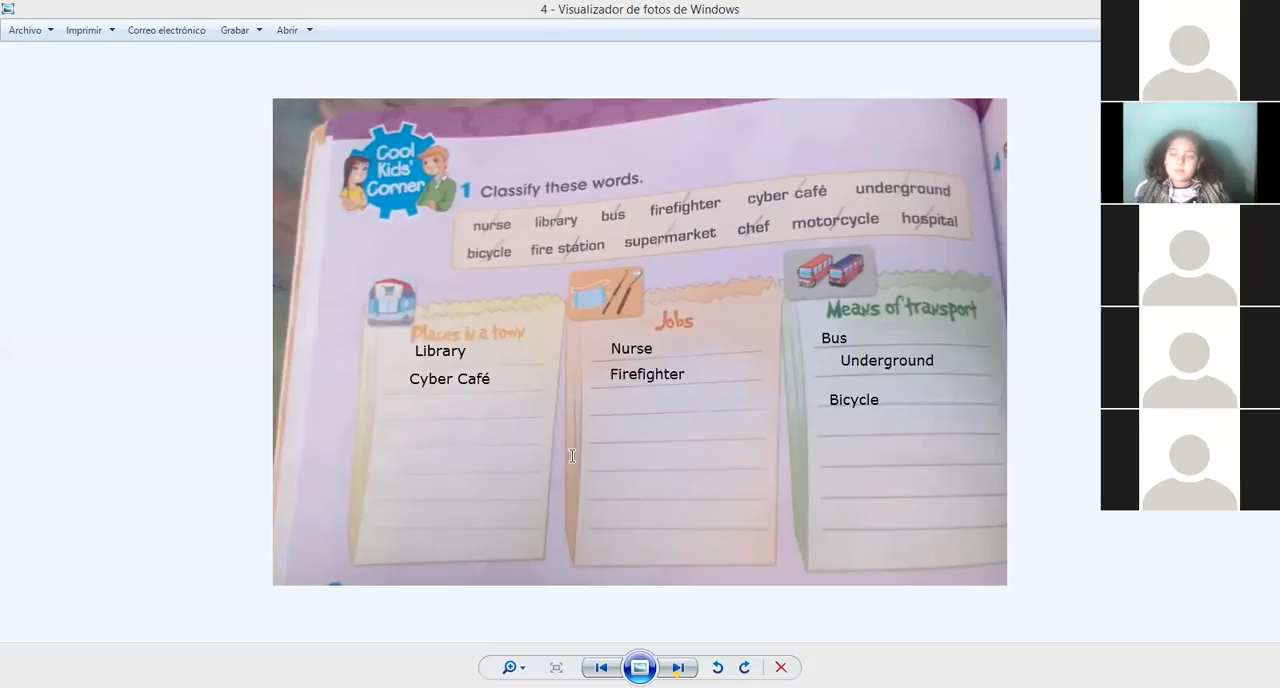 4 - Visualizador de fotos de Windows
Archivo Imprimir Correo electrónico Grabar Abrir
Cool
Kids'
Corner
1 Classify these words.
nurse library bus firefighter cyber café underground
bicycle fire station supermarket chef motorcycle hospital
Places in a town
Library
Cyber Café
Jobs
Nurse
Firefighter
Means of transport
Bus
Underground
Bicycle